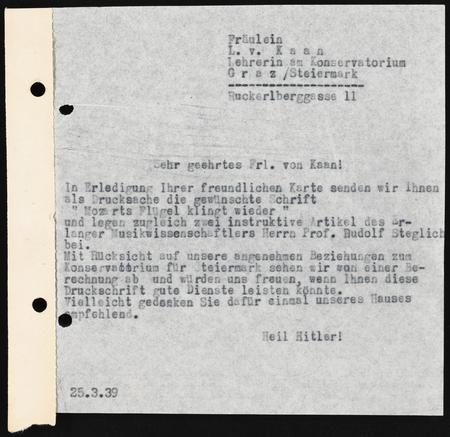 Fräulein
L. v. K a a n
Lehrerin am Konservatorium
G r a z /Steiermark
---------------------
Ruckerlberggasse 11
Sehr geehrtes Frl. von Kaan!
In Erledigung Ihrer freundlichen Karte senden wir Ihnen
als Drucksache die gewünschte Schrift
" Mozarts Flügel klingt wieder "
und legen zugleich zwei instruktive Artikel des Er-
langer Musikwissenschaftlers Herrn Prof. Rudolf Steglich
bei.
Mit Rücksicht auf unsere angenehmen Beziehungen zum
Konservatorium für Steiermark sehen wir von einer Be-
rechnung ab und würden uns freuen, wenn Ihnen diese
Druckschrift gute Dienste leisten könnte.
Vielleicht gedenken Sie dafür einmal unseres Hauses
empfehlend.
Heil Hitler!
25.3.39